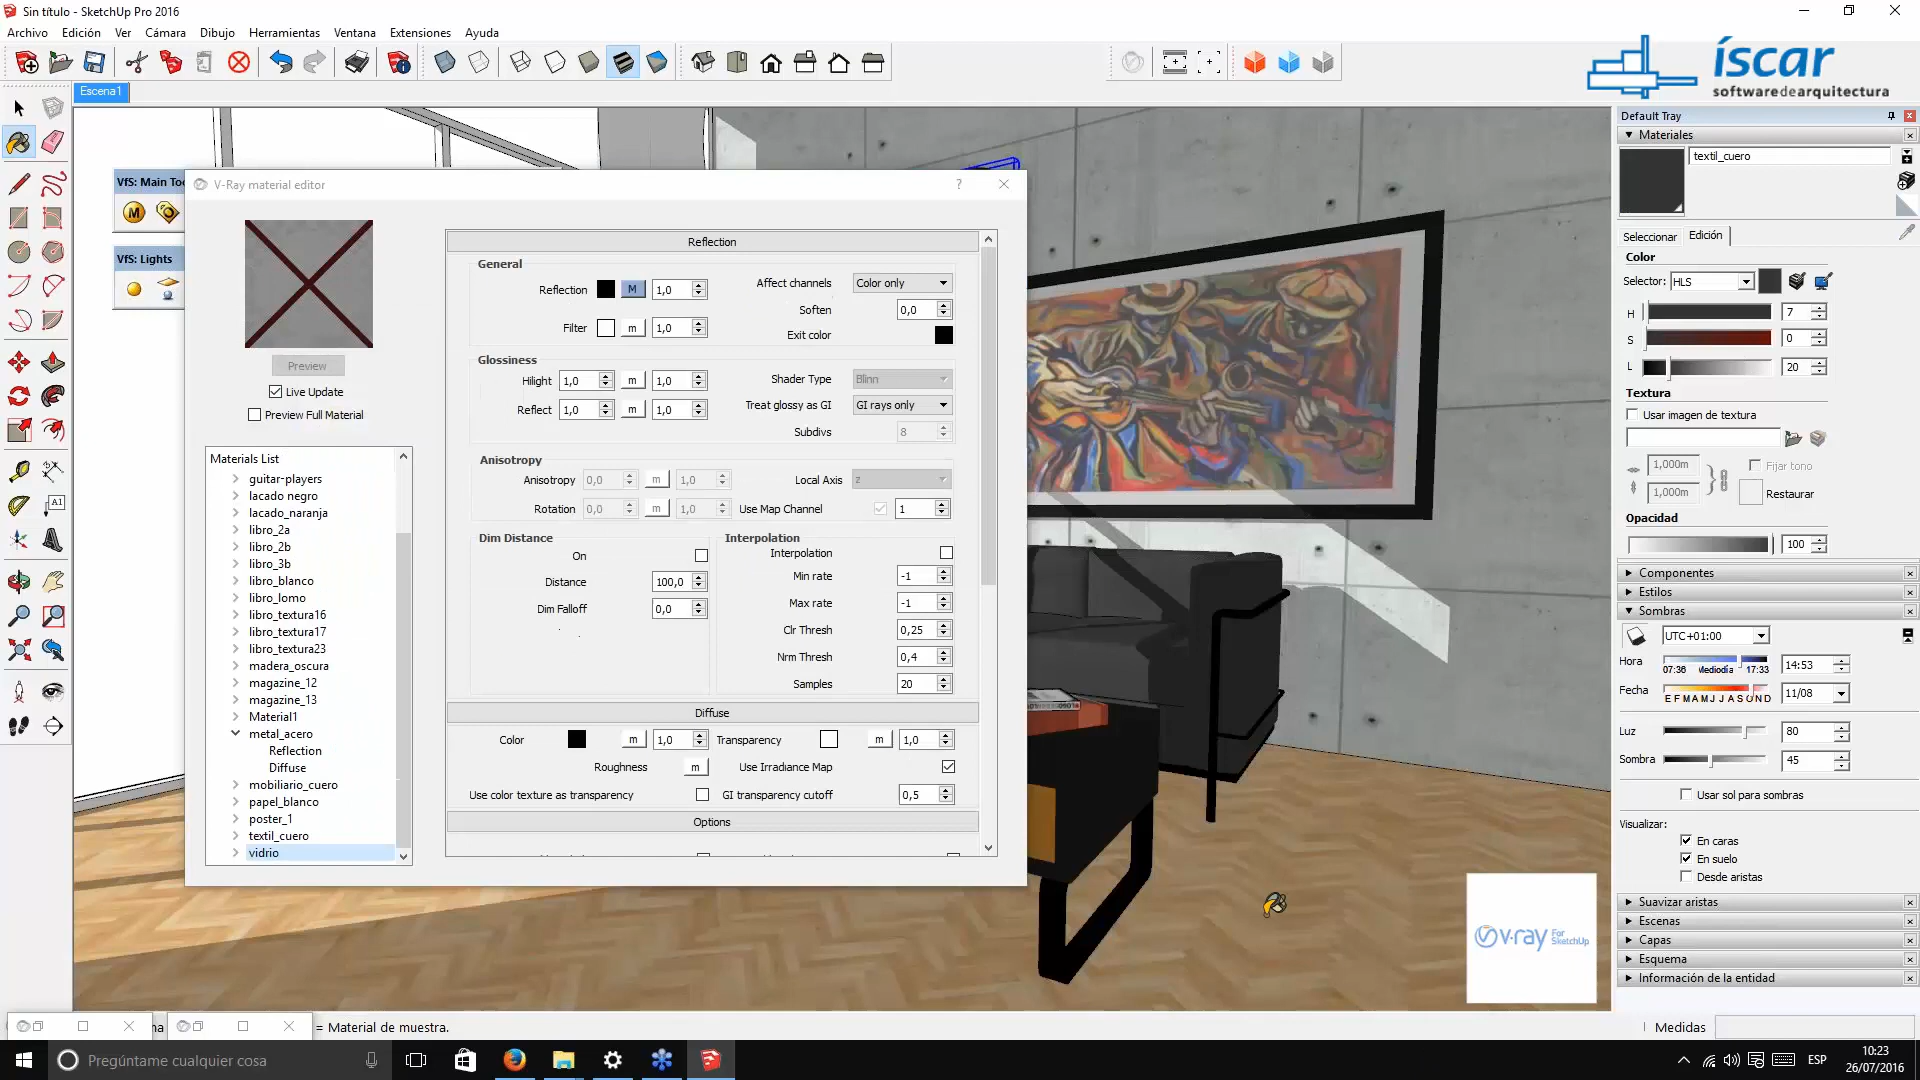 Sin título - SketchUp Pro 2016
Archivo Edición Ver Cámara Dibujo Herramientas Ventana Extensiones Ayuda
íscar
softwaredearquitectura
Escena1
Default Tray
Materiales
textil_cuero
VfS: Main Too
M
V-Ray material editor
?
VfS: Lights
Preview
Live Update
Preview Full Material
Materials List
guitar-players
lacado negro
lacado_naranja
libro_2a
libro_2b
libro_3b
libro_blanco
libro_lomo
libro_textura16
libro_textura17
libro_textura23
madera_oscura
magazine_12
magazine_13
Material1
metal_acero
Reflection
Diffuse
mobiliario_cuero
papel_blanco
poster_1
textil_cuero
vidrio
Reflection
General
Reflection M 1,0 Affect channels Color only
Soften 0,0
Filter m 1,0 Exit color
Glossiness
Hilight 1,0 m 1,0 Shader Type Blinn
Reflect 1,0 m 1,0 Treat glossy as GI GI rays only
Subdivs 8
Anisotropy
Anisotropy 0,0 m 1,0 Local Axis z
Rotation 0,0 m 1,0 Use Map Channel 1
Dim Distance
On
Distance 100,0
Dim Falloff 0,0
Interpolation
Interpolation
Min rate -1
Max rate -1
Clr Thresh 0,25
Nrm Thresh 0,4
Samples 20
Diffuse
Color m 1,0 Transparency m 1,0
Roughness m Use Irradiance Map
Use color texture as transparency GI transparency cutoff 0,5
Options
Seleccionar Edición
Color
Selector: HLS
H 7
S 0
L 20
Textura
Usar imagen de textura
1,000m Fijar tono
1,000m Restaurar
Opacidad
100
Componentes
Estilos
Sombras
UTC+01:00
Hora 07:36 Mediodía 17:33 14:53
Fecha E F M A M J J A S O N D 11/08
Luz 80
Sombra 45
Usar sol para sombras
Visualizar:
En caras
En suelo
Desde aristas
Suavizar aristas
Escenas
Capas
Esquema
Información de la entidad
v·ray For SketchUp
na = Material de muestra.
Medidas
Pregúntame cualquier cosa
ESP
10:23
26/07/2016